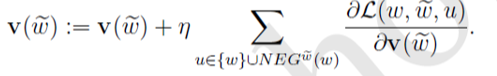 v(w̃) := v(w̃) + η ∑_{u∈{w}∪NEG^{w̃}(w)} ∂ℒ(w, w̃, u) / ∂v(w̃).